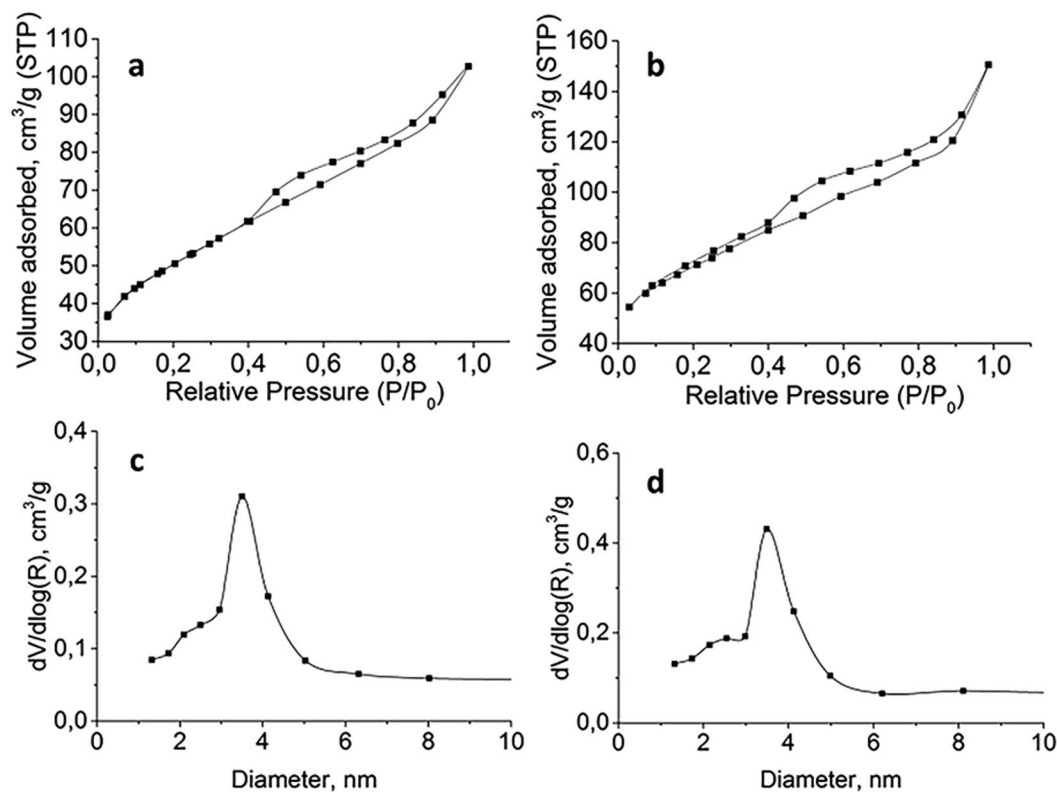 a
Volume adsorbed, cm³/g (STP)
110
100
90
80
70
60
50
40
30
0,0 0,2 0,4 0,6 0,8 1,0
Relative Pressure (P/P₀)
b
Volume adsorbed, cm³/g (STP)
160
140
120
100
80
60
40
0,0 0,2 0,4 0,6 0,8 1,0
Relative Pressure (P/P₀)
c
dV/dlog(R), cm³/g
0,4
0,3
0,2
0,1
0,0
0 2 4 6 8 10
Diameter, nm
d
dV/dlog(R), cm³/g
0,6
0,4
0,2
0,0
0 2 4 6 8 10
Diameter, nm